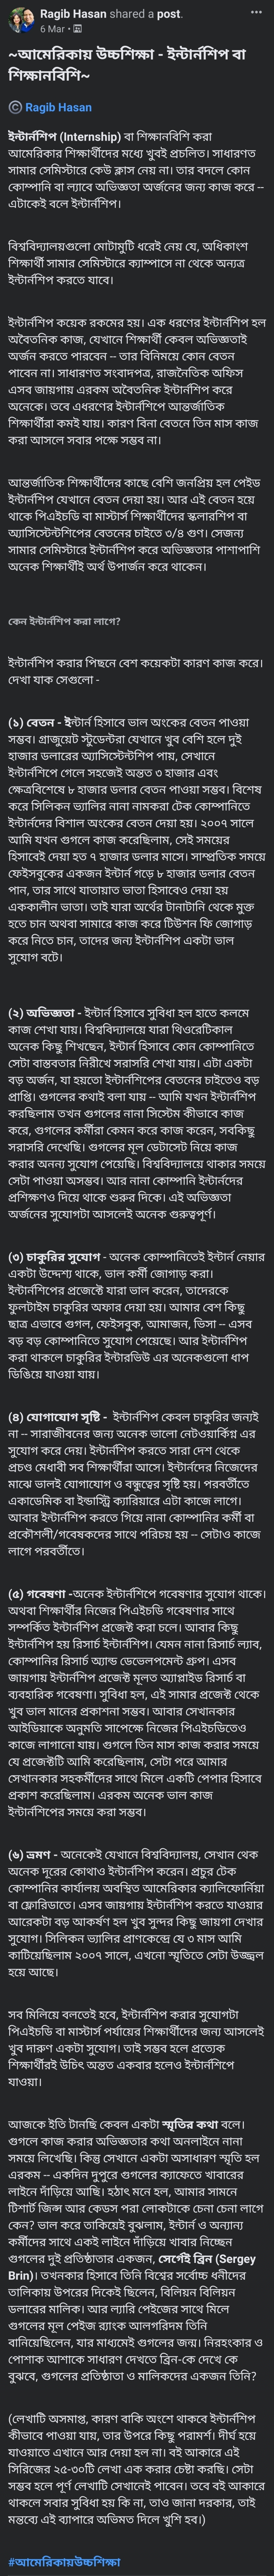 Ragib Hasan shared a post.
6 Mar •
~আমেরিকায় উচ্চশিক্ষা - ইন্টার্নশিপ বা
শিক্ষানবিশি~
© Ragib Hasan
ইন্টার্নশিপ (Internship) বা শিক্ষানবিশি করা
আমেরিকার শিক্ষার্থীদের মধ্যে খুবই প্রচলিত। সাধারণত
সামার সেমিস্টারে কেউ ক্লাস নেয় না। তার বদলে কোন
কোম্পানি বা ল্যাবে অভিজ্ঞতা অর্জনের জন্য কাজ করে --
এটাকেই বলে ইন্টার্নশিপ।
বিশ্ববিদ্যালয়গুলো মোটামুটি ধরেই নেয় যে, অধিকাংশ
শিক্ষার্থী সামার সেমিস্টারে ক্যাম্পাসে না থেকে অন্যত্র
ইন্টার্নশিপ করতে যাবে।
ইন্টার্নশিপ কয়েক রকমের হয়। এক ধরণের ইন্টার্নশিপ হল
অবৈতনিক কাজ, যেখানে শিক্ষার্থী কেবল অভিজ্ঞতাই
অর্জন করতে পারবেন -- তার বিনিময়ে কোন বেতন
পাবেন না। সাধারণত সংবাদপত্র, রাজনৈতিক অফিস
এসব জায়গায় এরকম অবৈতনিক ইন্টার্নশিপ করে
অনেকে। তবে এধরণের ইন্টার্নশিপে আন্তর্জাতিক
শিক্ষার্থীরা কমই যায়। কারণ বিনা বেতনে তিন মাস কাজ
করা আসলে সবার পক্ষে সম্ভব না।
আন্তর্জাতিক শিক্ষার্থীদের কাছে বেশি জনপ্রিয় হল পেইড
ইন্টার্নশিপ যেখানে বেতন দেয়া হয়। আর এই বেতন হয়ে
থাকে পিএইচডি বা মাস্টার্স শিক্ষার্থীদের স্কলারশিপ বা
অ্যাসিস্টেন্টশিপের বেতনের চাইতে ৩/৪ গুণ। সেজন্য
সামার সেমিস্টারে ইন্টার্নশিপ করে অভিজ্ঞতার পাশাপাশি
অনেক শিক্ষার্থীই অর্থ উপার্জন করে থাকেন।
কেন ইন্টার্নশিপ করা লাগে?
ইন্টার্নশিপ করার পিছনে বেশ কয়েকটা কারণ কাজ করে।
দেখা যাক সেগুলো -
(১) বেতন - ইন্টার্ন হিসাবে ভাল অংকের বেতন পাওয়া
সম্ভব। গ্রাজুয়েট স্টুডেন্টরা যেখানে খুব বেশি হলে দুই
হাজার ডলারের অ্যাসিস্টেন্টশিপ পায়, সেখানে
ইন্টার্নশিপে গেলে সহজেই অন্তত ৩ হাজার এবং
ক্ষেত্রবিশেষে ৮ হাজার ডলার বেতন পাওয়া সম্ভব। বিশেষ
করে সিলিকন ভ্যালির নানা নামকরা টেক কোম্পানিতে
ইন্টার্নদের বিশাল অংকের বেতন দেয়া হয়। ২০০৭ সালে
আমি যখন গুগলে কাজ করেছিলাম, সেই সময়ের
হিসাবেই দেয়া হত ৭ হাজার ডলার মাসে। সাম্প্রতিক সময়ে
ফেইসবুকের একজন ইন্টার্ন গড়ে ৮ হাজার ডলার বেতন
পান, তার সাথে যাতায়াত ভাতা হিসাবেও দেয়া হয়
এককালীন ভাতা। তাই যারা অর্থের টানাটানি থেকে মুক্ত
হতে চান অথবা সামারে কাজ করে টিউশন ফি জোগাড়
করে নিতে চান, তাদের জন্য ইন্টার্নশিপ একটা ভাল
সুযোগ বটে।
(২) অভিজ্ঞতা - ইন্টার্ন হিসাবে সুবিধা হল হাতে কলমে
কাজ শেখা যায়। বিশ্ববিদ্যালয়ে যারা থিওরেটিকাল
অনেক কিছু শিখছেন, ইন্টার্ন হিসাবে কোন কোম্পানিতে
সেটা বাস্তবতার নিরীখে সরাসরি শেখা যায়। এটা একটা
বড় অর্জন, যা হয়তো ইন্টার্নশিপের বেতনের চাইতেও বড়
প্রাপ্তি। গুগলের কথাই বলা যায় -- আমি যখন ইন্টার্নশিপ
করছিলাম তখন গুগলের নানা সিস্টেম কীভাবে কাজ
করে, গুগলের কর্মীরা কেমন করে কাজ করেন, সবকিছু
সরাসরি দেখেছি। গুগলের মূল ডেটাসেট নিয়ে কাজ
করার অনন্য সুযোগ পেয়েছি। বিশ্ববিদ্যালয়ে থাকার সময়ে
সেটা পাওয়া অসম্ভব। আর নানা কোম্পানি ইন্টার্নদের
প্রশিক্ষণও দিয়ে থাকে শুরুর দিকে। এই অভিজ্ঞতা
অর্জনের সুযোগটা আসলেই অনেক গুরুত্বপূর্ণ।
(৩) চাকুরির সুযোগ - অনেক কোম্পানিতেই ইন্টার্ন নেয়ার
একটা উদ্দেশ্য থাকে, ভাল কর্মী জোগাড় করা।
ইন্টার্নশিপের প্রজেক্টে যারা ভাল করেন, তাদেরকে
ফুলটাইম চাকুরির অফার দেয়া হয়। আমার বেশ কিছু
ছাত্র এভাবে গুগল, ফেইসবুক, আমাজন, ভিসা -- এসব
বড় বড় কোম্পানিতে সুযোগ পেয়েছে। আর ইন্টার্নশিপ
করা থাকলে চাকুরির ইন্টারভিউ এর অনেকগুলো ধাপ
ডিঙিয়ে যাওয়া যায়।
(৪) যোগাযোগ সৃষ্টি - ইন্টার্নশিপ কেবল চাকুরির জন্যই
না -- সারাজীবনের জন্য অনেক ভালো নেটওয়ার্কিং এর
সুযোগ করে দেয়। ইন্টার্নশিপ করতে সারা দেশ থেকে
প্রচণ্ড মেধাবী সব শিক্ষার্থীরা আসে। ইন্টার্নদের নিজেদের
মাঝে ভালই যোগাযোগ ও বন্ধুত্বের সৃষ্টি হয়। পরবর্তীতে
একাডেমিক বা ইন্ডাস্ট্রি ক্যারিয়ারে এটা কাজে লাগে।
আবার ইন্টার্নশিপ করতে গিয়ে নানা কোম্পানির কর্মী বা
প্রকৌশলী/গবেষকদের সাথে পরিচয় হয় -- সেটাও কাজে
লাগে পরবর্তীতে।
(৫) গবেষণা -অনেক ইন্টার্নশিপে গবেষণার সুযোগ থাকে।
অথবা শিক্ষার্থীর নিজের পিএইচডি গবেষণার সাথে
সম্পর্কিত ইন্টার্নশিপ প্রজেক্ট করা চলে। আবার কিছু
ইন্টার্নশিপ হয় রিসার্চ ইন্টার্নশিপ। যেমন নানা রিসার্চ ল্যাব,
কোম্পানির রিসার্চ অ্যান্ড ডেভেলপমেন্ট গ্রুপ। এসব
জায়গায় ইন্টার্নশিপ প্রজেক্ট মূলত অ্যাপ্লাইড রিসার্চ বা
ব্যবহারিক গবেষণা। সুবিধা হল, এই সামার প্রজেক্ট থেকে
খুব ভাল মানের প্রকাশনা সম্ভব। আবার সেখানকার
আইডিয়াকে অনুমতি সাপেক্ষে নিজের পিএইচডিতেও
কাজে লাগানো যায়। গুগলে তিন মাস কাজ করার সময়ে
যে প্রজেক্টটি আমি করেছিলাম, সেটা পরে আমার
সেখানকার সহকর্মীদের সাথে মিলে একটি পেপার হিসাবে
প্রকাশ করেছিলাম। এরকম অনেক ভাল কাজ
ইন্টার্নশিপের সময়ে করা সম্ভব।
(৬) ভ্রমণ - অনেকেই যেখানে বিশ্ববিদ্যালয়, সেখান থেক
অনেক দূরের কোথাও ইন্টার্নশিপ করেন। প্রচুর টেক
কোম্পানির কার্যালয় অবস্থিত আমেরিকার ক্যালিফোর্নিয়া
বা ফ্লোরিডাতে। এসব জায়গায় ইন্টার্নশিপ করতে যাওয়ার
আরেকটা বড় আকর্ষণ হল খুব সুন্দর কিছু জায়গা দেখার
সুযোগ। সিলিকন ভ্যালির প্রাণকেন্দ্রে যে ৩ মাস আমি
কাটিয়েছিলাম ২০০৭ সালে, এখনো স্মৃতিতে সেটা উজ্জ্বল
হয়ে আছে।
সব মিলিয়ে বলতেই হবে, ইন্টার্নশিপ করার সুযোগটা
পিএইচডি বা মাস্টার্স পর্যায়ের শিক্ষার্থীদের জন্য আসলেই
খুব দারুণ একটা সুযোগ। তাই সম্ভব হলে প্রত্যেক
শিক্ষার্থীরই উচিৎ অন্তত একবার হলেও ইন্টার্নশিপে
যাওয়া।
আজকে ইতি টানছি কেবল একটা স্মৃতির কথা বলে।
গুগলে কাজ করার অভিজ্ঞতার কথা অনলাইনে নানা
সময়ে লিখেছি। কিন্তু সেখানে একটা অসাধারণ স্মৃতি হল
এরকম -- একদিন দুপুরে গুগলের ক্যাফেতে খাবারের
লাইনে দাঁড়িয়ে আছি। হঠাৎ মনে হল, আমার সামনে
টিশার্ট জিন্স আর কেডস পরা লোকটাকে চেনা চেনা লাগে
কেন? ভাল করে তাকিয়েই বুঝলাম, ইন্টার্ন ও অন্যান্য
কর্মীদের সাথে একই লাইনে দাঁড়িয়ে খাবার নিচ্ছেন
গুগলের দুই প্রতিষ্ঠাতার একজন, সের্গেই ব্রিন (Sergey
Brin)। তখনকার হিসাবে তিনি বিশ্বের সর্বোচ্চ ধনীদের
তালিকায় উপরের দিকেই ছিলেন, বিলিয়ন বিলিয়ন
ডলারের মালিক। আর ল্যারি পেইজের সাথে মিলে
গুগলের মূল পেইজ র‍্যাংক আলগরিদম তিনি
বানিয়েছিলেন, যার মাধ্যমেই গুগলের জন্ম। নিরহংকার ও
পোশাক আশাকে সাধারণ দেখতে ব্রিন-কে দেখে কে
বুঝবে, গুগলের প্রতিষ্ঠাতা ও মালিকদের একজন তিনি?
(লেখাটি অসমাপ্ত, কারণ বাকি অংশে থাকবে ইন্টার্নশিপ
কীভাবে পাওয়া যায়, তার উপরে কিছু পরামর্শ। দীর্ঘ হয়ে
যাওয়াতে এখানে আর দেয়া হল না। বই আকারে এই
সিরিজের ২৫-৩০টি লেখা এক করার চেষ্টা করছি। সেটা
সম্ভব হলে পূর্ণ লেখাটি সেখানেই পাবেন। তবে বই আকারে
থাকলে সবার সুবিধা হয় কি না, তাও জানা দরকার, তাই
মন্তব্যে এই ব্যাপারে অভিমত দিলে খুশি হব।)
#আমেরিকায়উচ্চশিক্ষা